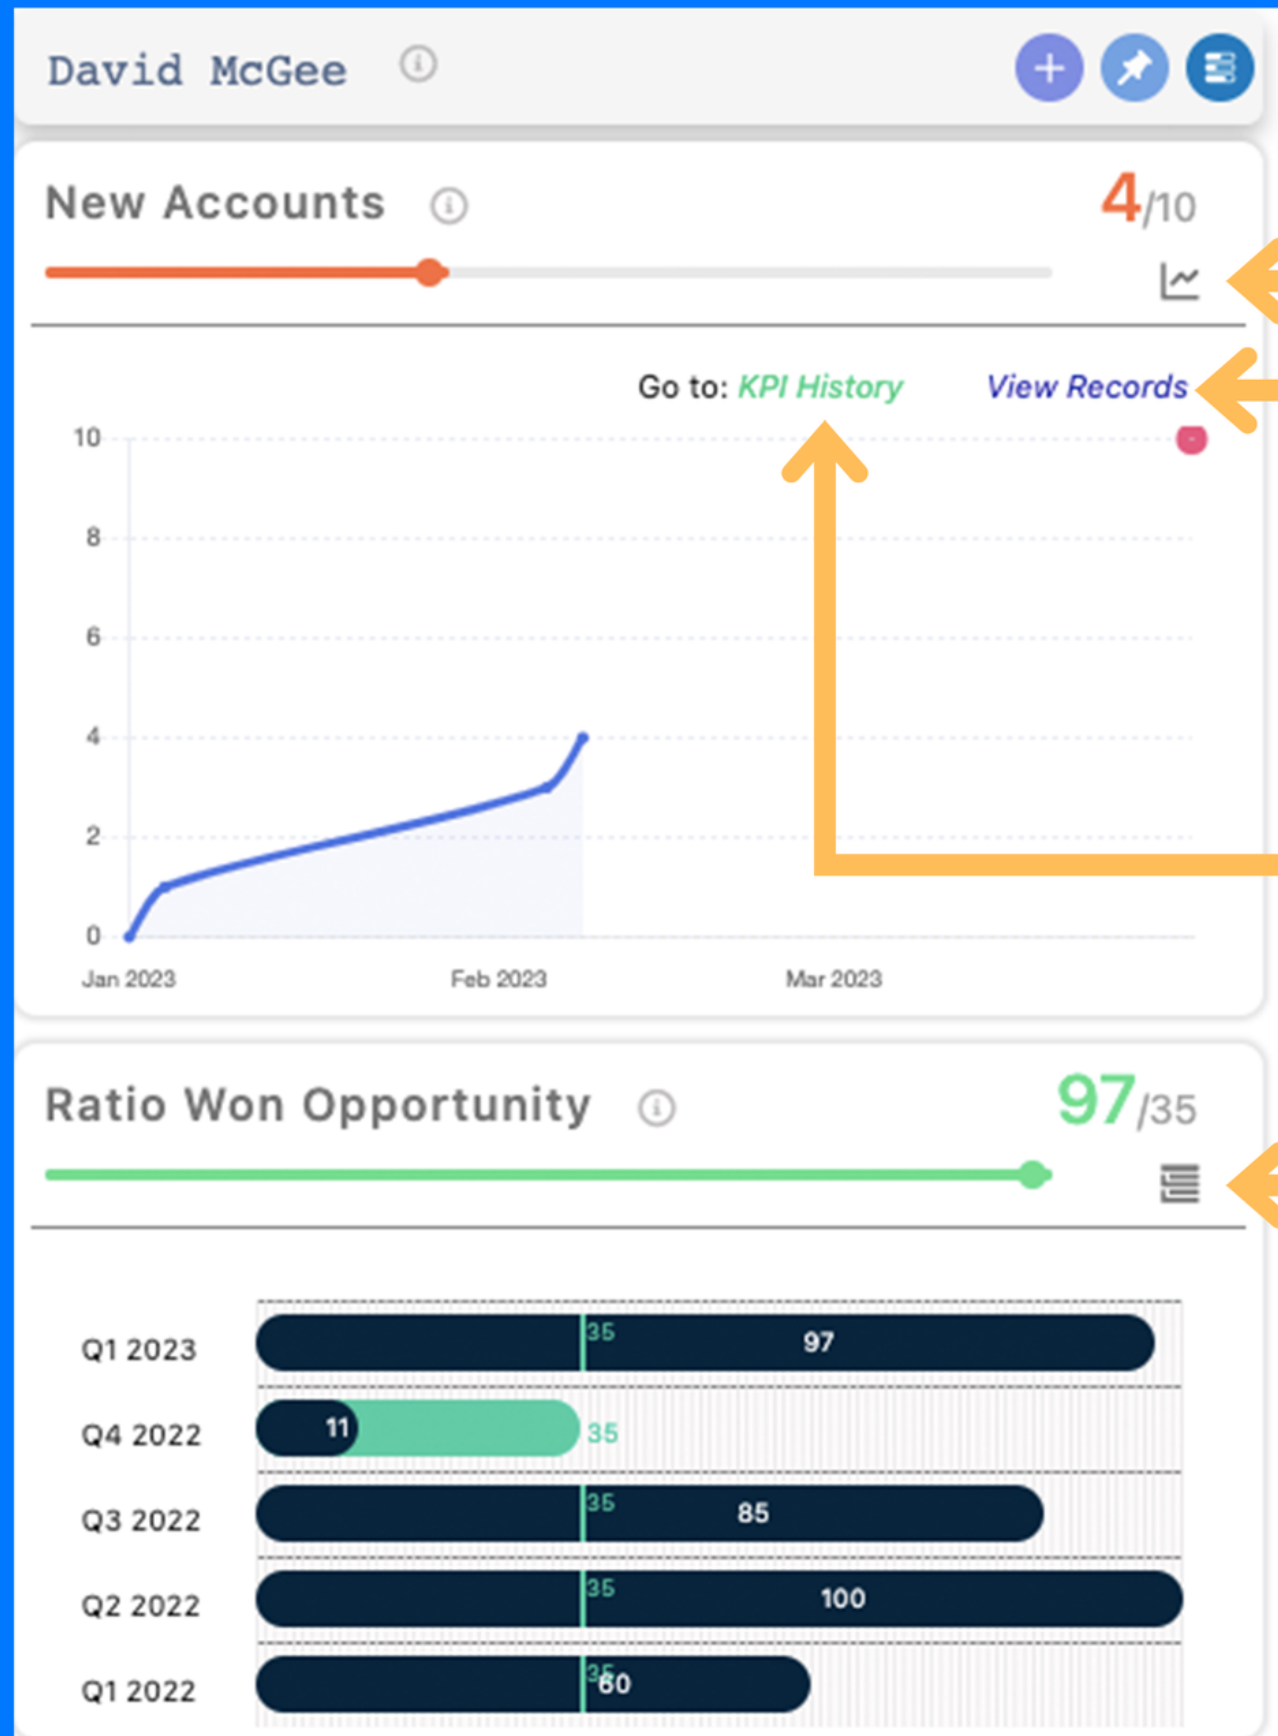 David McGee
New Accounts
4/10
Go to: KPI History View Records
10
8
6
4
2
0
Jan 2023 Feb 2023 Mar 2023
Ratio Won Opportunity
97/35
Q1 2023 35 97
Q4 2022 11 35
Q3 2022 35 85
Q2 2022 35 100
Q1 2022 35 60